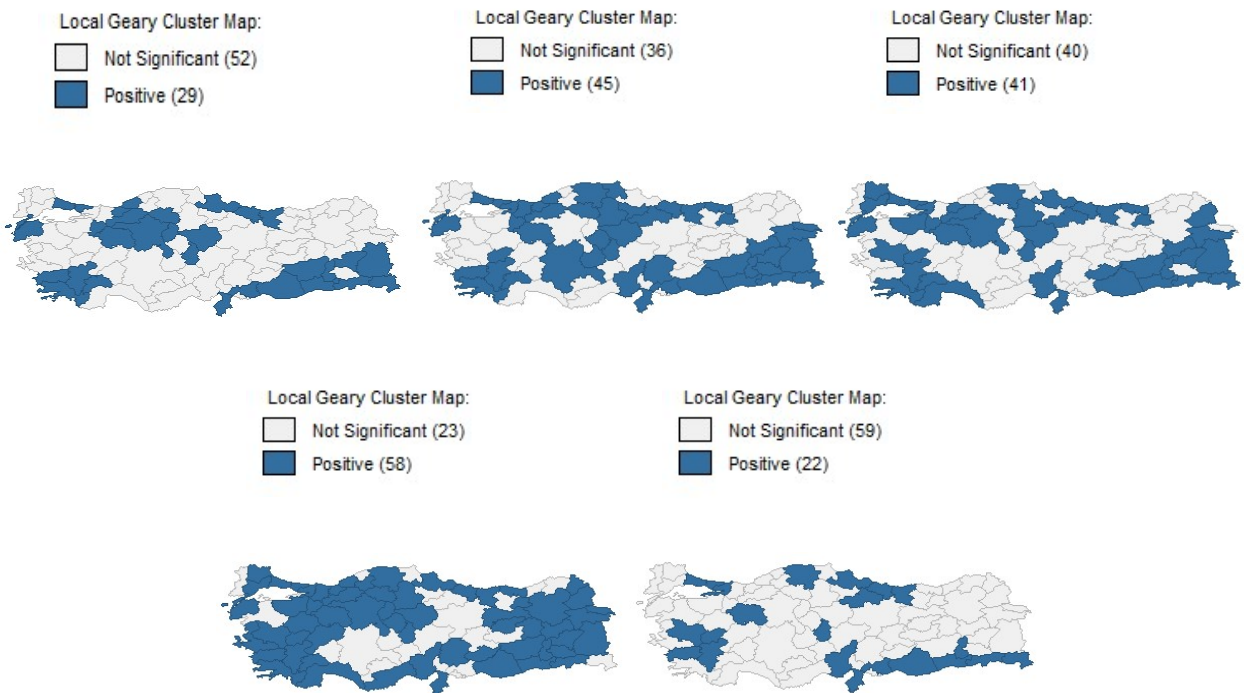 Local Geary Cluster Map:
Not Significant (52)
Positive (29)
Local Geary Cluster Map:
Not Significant (36)
Positive (45)
Local Geary Cluster Map:
Not Significant (40)
Positive (41)
Local Geary Cluster Map:
Not Significant (23)
Positive (58)
Local Geary Cluster Map:
Not Significant (59)
Positive (22)